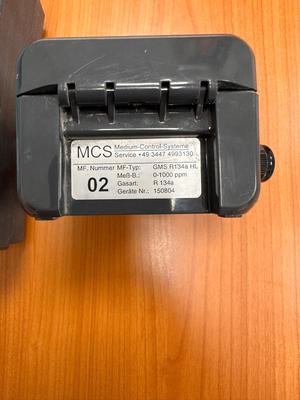 MCS Medium-Control-Systeme
Service +49 3447 4993130
MF. Nummer MF-Typ: GMS R134a HL
02 Meß-B.: 0-1000 ppm
Gasart: R 134a
Geräte Nr.: 150804